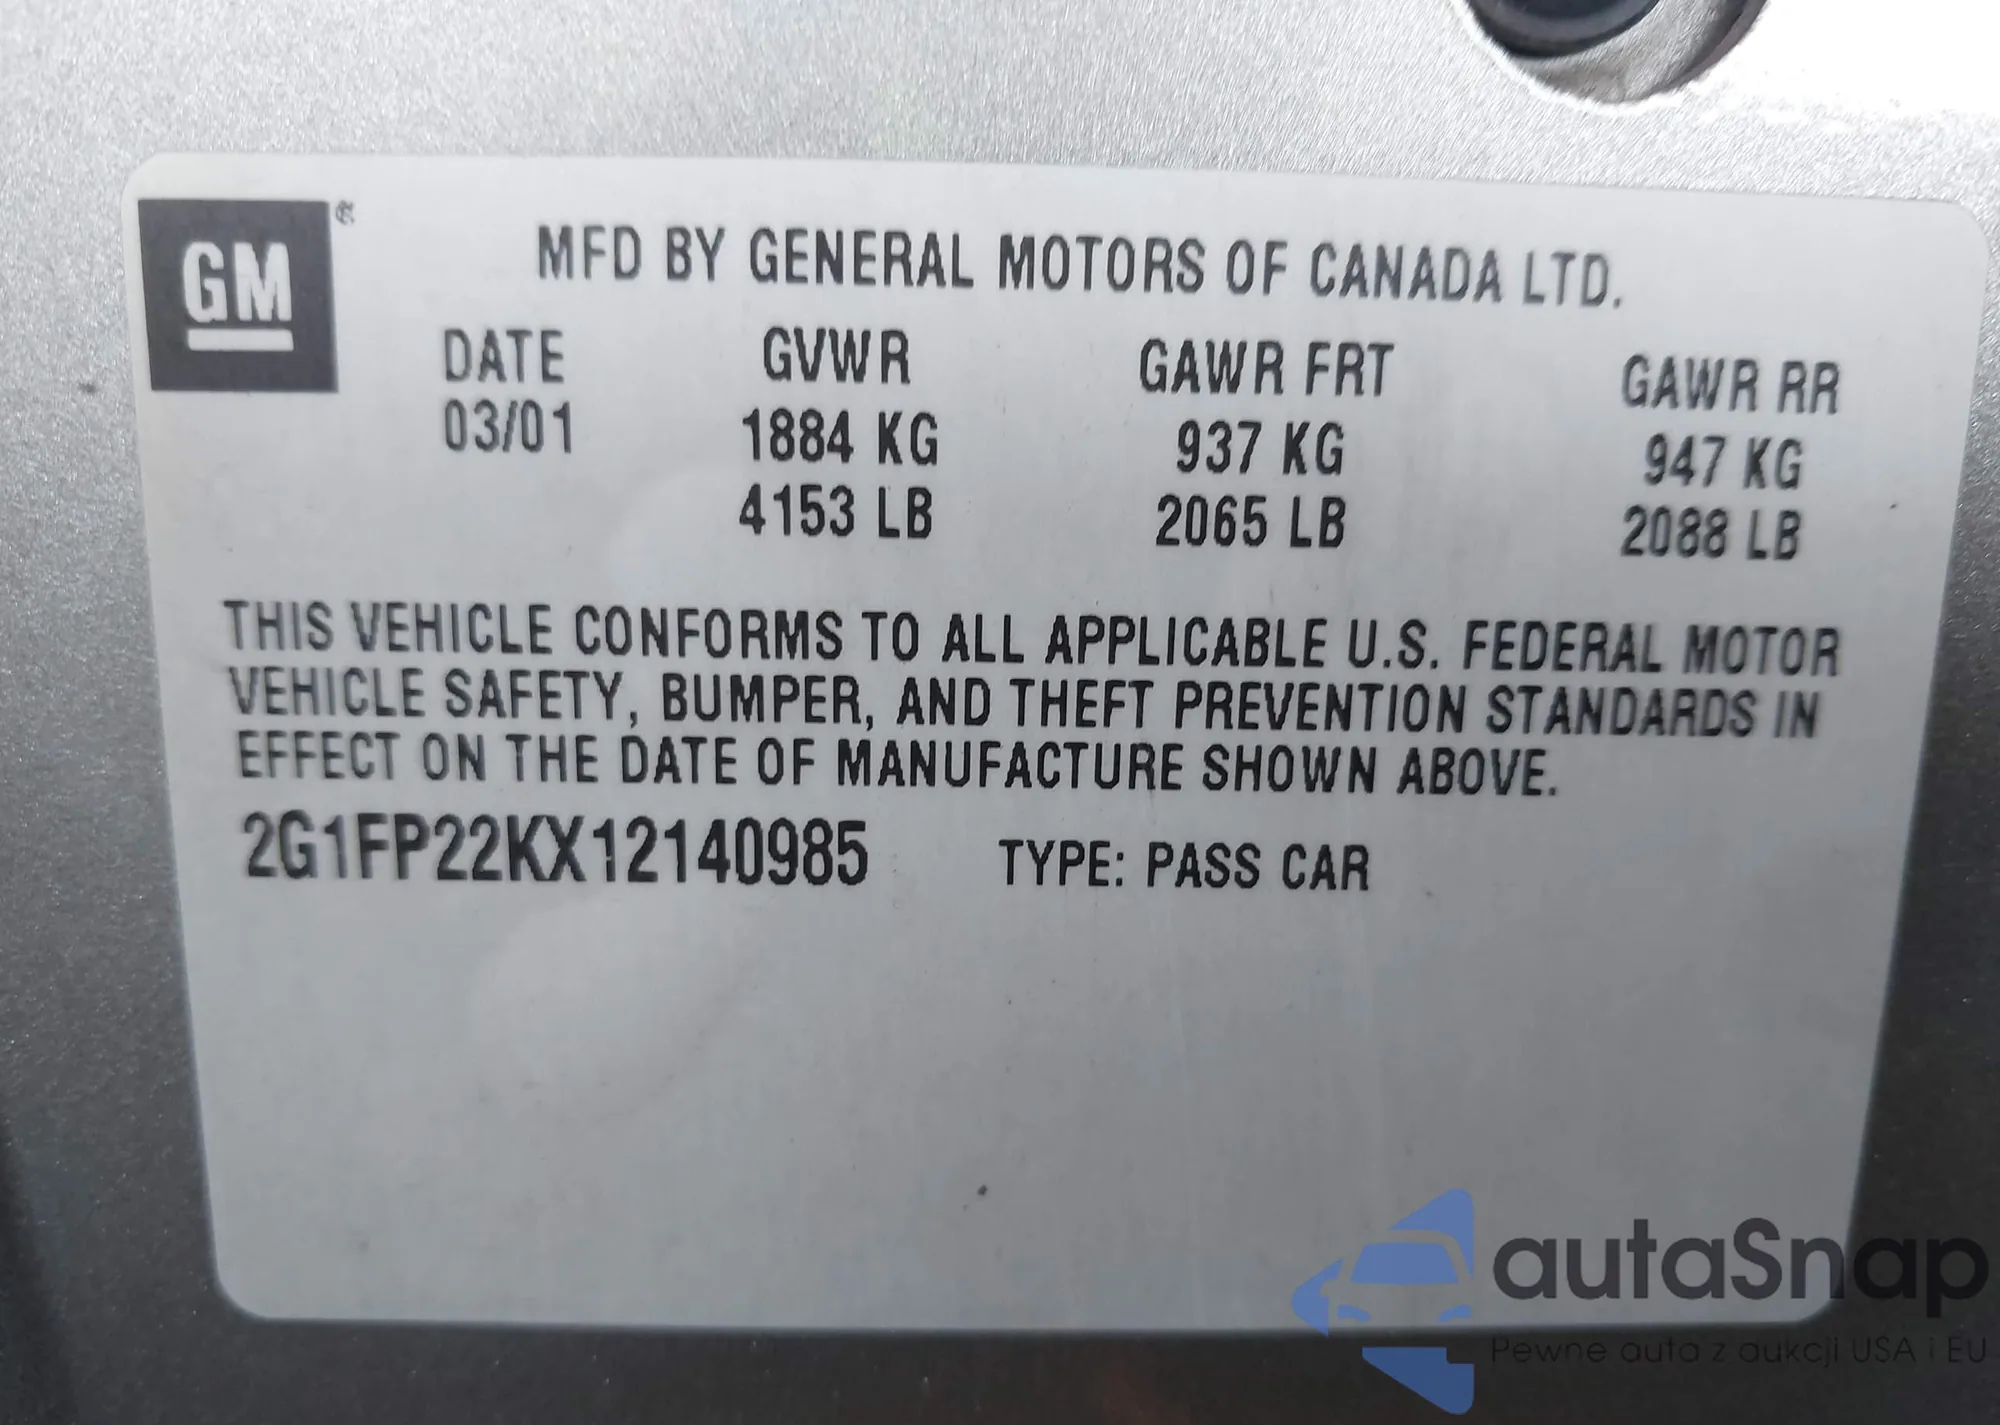 GM
MFD BY GENERAL MOTORS OF CANADA LTD.
DATE GVWR GAWR FRT GAWR RR
03/01 1884 KG 937 KG 947 KG
4153 LB 2065 LB 2088 LB
THIS VEHICLE CONFORMS TO ALL APPLICABLE U.S. FEDERAL MOTOR
VEHICLE SAFETY, BUMPER, AND THEFT PREVENTION STANDARDS IN
EFFECT ON THE DATE OF MANUFACTURE SHOWN ABOVE.
2G1FP22KX12140985 TYPE: PASS CAR
autaSnap
Pewne auta z aukcji USA i EU